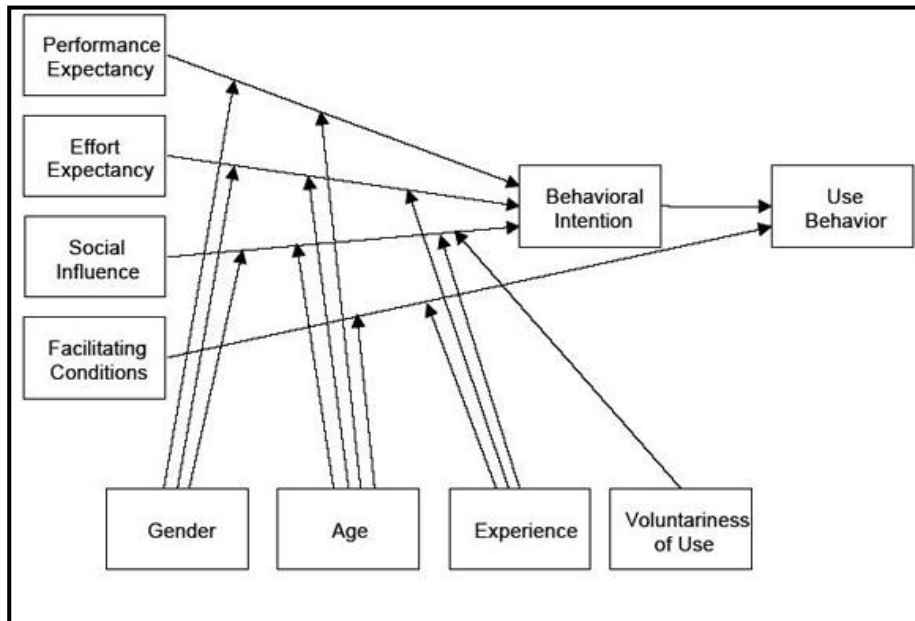 Performance
Expectancy
Effort
Expectancy
Social
Influence
Facilitating
Conditions
Behavioral
Intention
Use
Behavior
Gender
Age
Experience
Voluntariness
of Use